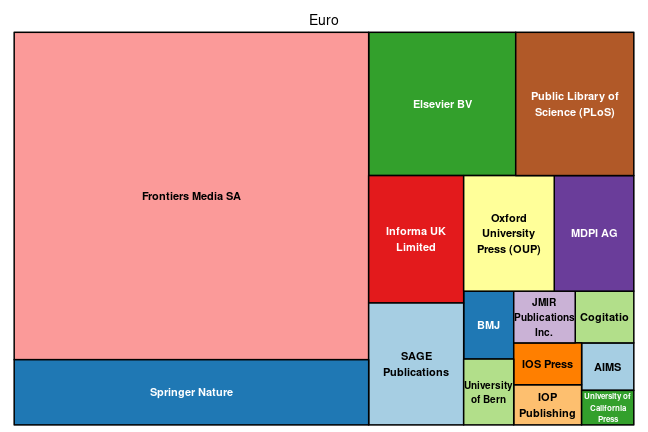 Euro
Frontiers Media SA
Springer Nature
Elsevier BV
Public Library of
Science (PLoS)
Informa UK
Limited
Oxford
University
Press (OUP)
MDPI AG
SAGE
Publications
BMJ
JMIR
Publications
Inc.
Cogitatio
University
of Bern
IOS Press
AIMS
IOP
Publishing
University of
California
Press